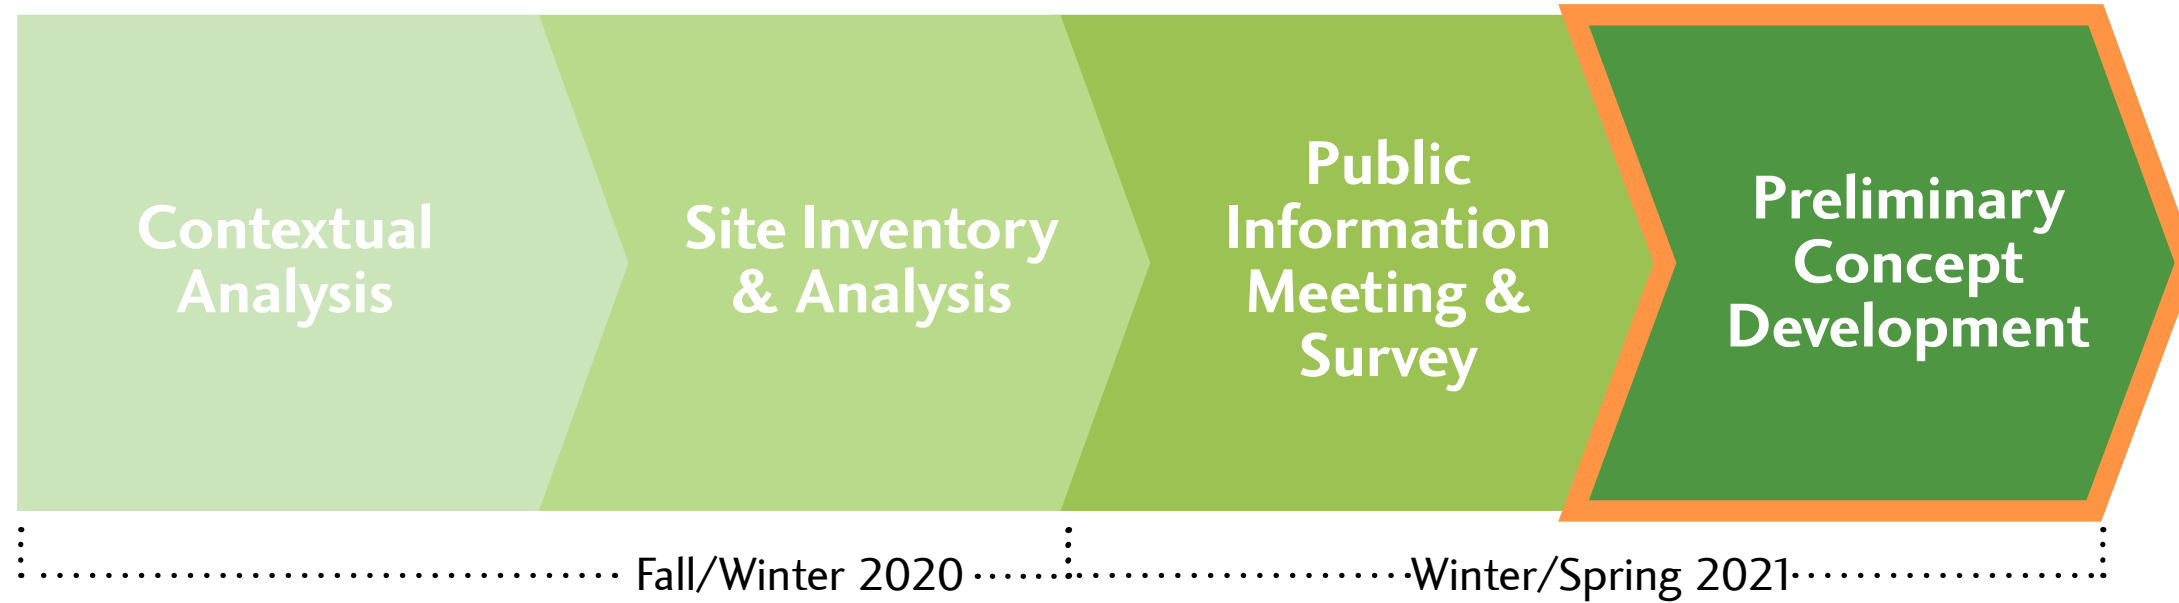 Contextual
Analysis
Site Inventory
& Analysis
Public
Information
Meeting &
Survey
Preliminary
Concept
Development
Fall/Winter 2020
Winter/Spring 2021